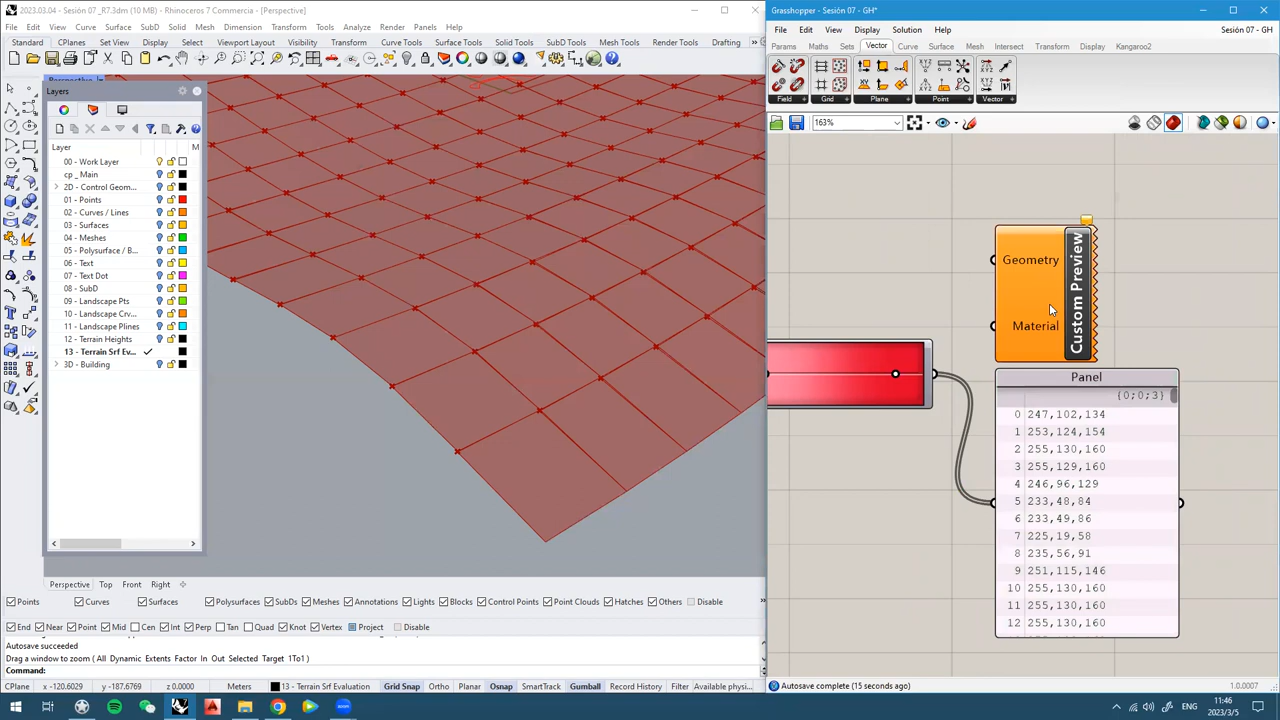 2023.03.04 - Sesión 07_R7.3dm (10 MB) - Rhinoceros 7 Commercia - [Perspective]
File Edit View Curve Surface SubD Solid Mesh Dimension Transform Tools Analyze Render Panels Help
Standard CPlanes Set View Display Select Viewport Layout Visibility Transform Curve Tools Surface Tools Solid Tools SubD Tools Mesh Tools Render Tools Drafting
Perspective
Layers
Layer M
00 - Work Layer
cp_Main
2D - Control Geom...
01 - Points
02 - Curves / Lines
03 - Surfaces
04 - Meshes
05 - Polysurface / B...
06 - Text
07 - Text Dot
08 - SubD
09 - Landscape Pts
10 - Landscape Crv...
11 - Landscape Plines
12 - Terrain Heights
13 - Terrain Srf Ev...
3D - Building
Perspective Top Front Right
Points Curves Surfaces Polysurfaces SubDs Meshes Annotations Lights Blocks Control Points Point Clouds Hatches Others Disable
End Near Point Mid Cen Int Perp Tan Quad Knot Vertex Project Disable
Autosave succeeded
Drag a window to zoom ( All Dynamic Extents Factor In Out Selected Target 1To1 )
Command:
CPlane x -120.6029 y -187.6769 z 0.0000 Meters 13 - Terrain Srf Evaluation Grid Snap Ortho Planar Osnap SmartTrack Gumball Record History Filter Available physi...
Grasshopper - Sesión 07 - GH*
File Edit View Display Solution Help Sesión 07 - GH
Params Maths Sets Vector Curve Surface Mesh Intersect Transform Display Kangaroo2
Field Grid Plane Point Vector
163%
Geometry
Material
Custom Preview
Panel
{0;0;3}
0 247,102,134
1 253,124,154
2 255,130,160
3 255,129,160
4 246,96,129
5 233,48,84
6 233,49,86
7 225,19,58
8 235,56,91
9 251,115,146
10 255,130,160
11 255,130,160
12 255,130,160
Autosave complete (15 seconds ago) 1.0.0007
ENG
11:46
2023/3/5